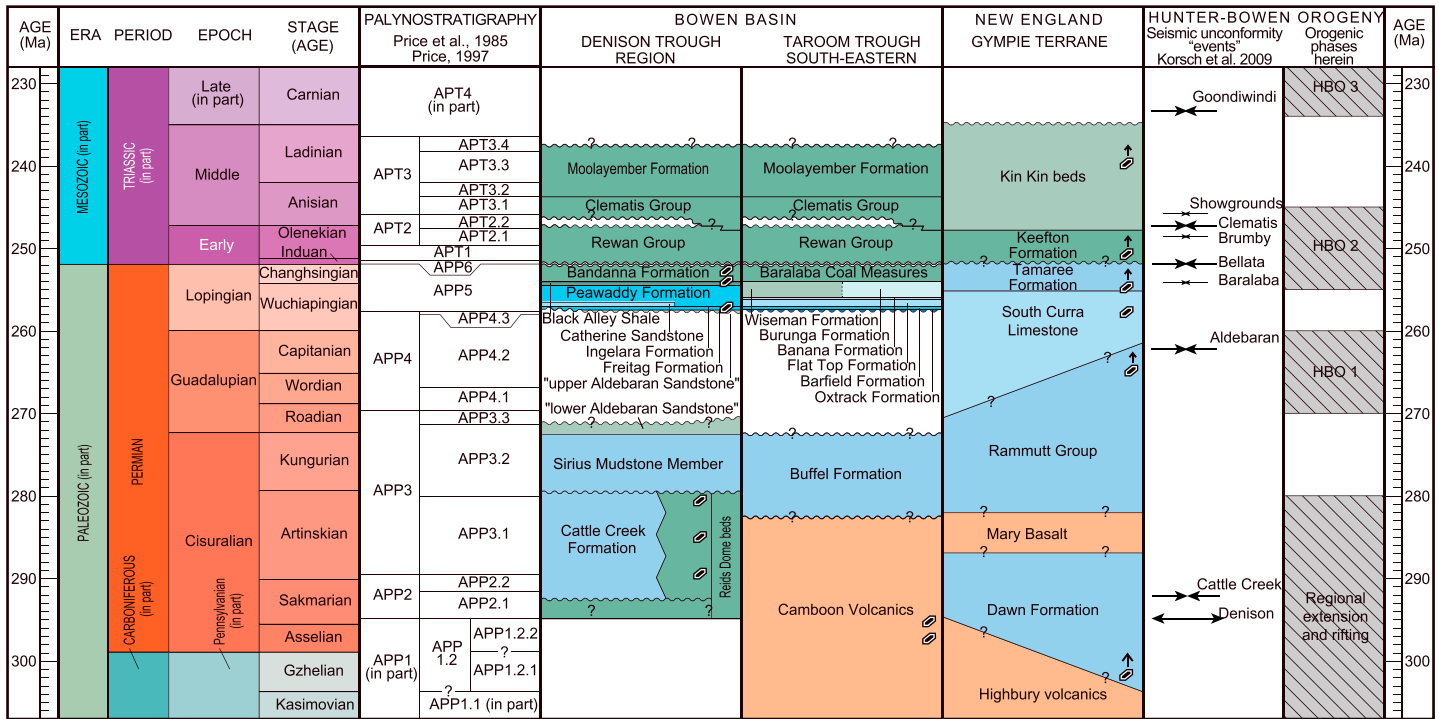 AGE
(Ma)
ERA
PERIOD
EPOCH
STAGE
(AGE)
PALYNOSTRATIGRAPHY
Price et al., 1985
Price, 1997
BOWEN BASIN
DENISON TROUGH
REGION
TAROOM TROUGH
SOUTH-EASTERN
NEW ENGLAND
GYMPIE TERRANE
HUNTER-BOWEN OROGENY
Seismic unconformity
“events”
Korsch et al. 2009
Orogenic
phases
herein
AGE
(Ma)
230
240
250
260
270
280
290
300
MESOZOIC (in part)
PALEOZOIC (in part)
TRIASSIC
(in part)
PERMIAN
CARBONIFEROUS
(in part)
Late
(in part)
Middle
Early
Lopingian
Guadalupian
Cisuralian
Pennsylvanian
(in part)
Carnian
Ladinian
Anisian
Olenekian
Induan
Changhsingian
Wuchiapingian
Capitanian
Wordian
Roadian
Kungurian
Artinskian
Sakmarian
Asselian
Gzhelian
Kasimovian
APT4
(in part)
APT3
APT3.4
APT3.3
APT3.2
APT3.1
APT2
APT2.2
APT2.1
APT1
APP6
APP5
APP4
APP4.3
APP4.2
APP4.1
APP3
APP3.3
APP3.2
APP3.1
APP2
APP2.2
APP2.1
APP1
(in part)
APP
1.2
APP1.2.2
?
APP1.2.1
?
APP1.1 (in part)
? ?
Moolayember Formation
Clematis Group
?
?
Rewan Group
Bandanna Formation
Peawaddy Formation
Black Alley Shale
Catherine Sandstone
Ingelara Formation
Freitag Formation
"upper Aldebaran Sandstone"
"lower Aldebaran Sandstone"
? ?
Sirius Mudstone Member
Cattle Creek
Formation
Reids Dome beds
? ?
? ?
Moolayember Formation
Clematis Group
?
?
Rewan Group
Baralaba Coal Measures
Wiseman Formation
Burunga Formation
Banana Formation
Flat Top Formation
Barfield Formation
Oxtrack Formation
? ?
Buffel Formation
? ?
Camboon Volcanics
Kin Kin beds
Keefton
Formation
? ?
Tamaree
Formation
South Curra
Limestone
?
?
Rammutt Group
? ?
Mary Basalt
? ?
Dawn Formation
?
?
Highbury volcanics
Goondiwindi
Showgrounds
Clematis
Brumby
Bellata
Baralaba
Aldebaran
Cattle Creek
Denison
HBO 3
HBO 2
HBO 1
Regional
extension
and rifting
230
240
250
260
270
280
290
300